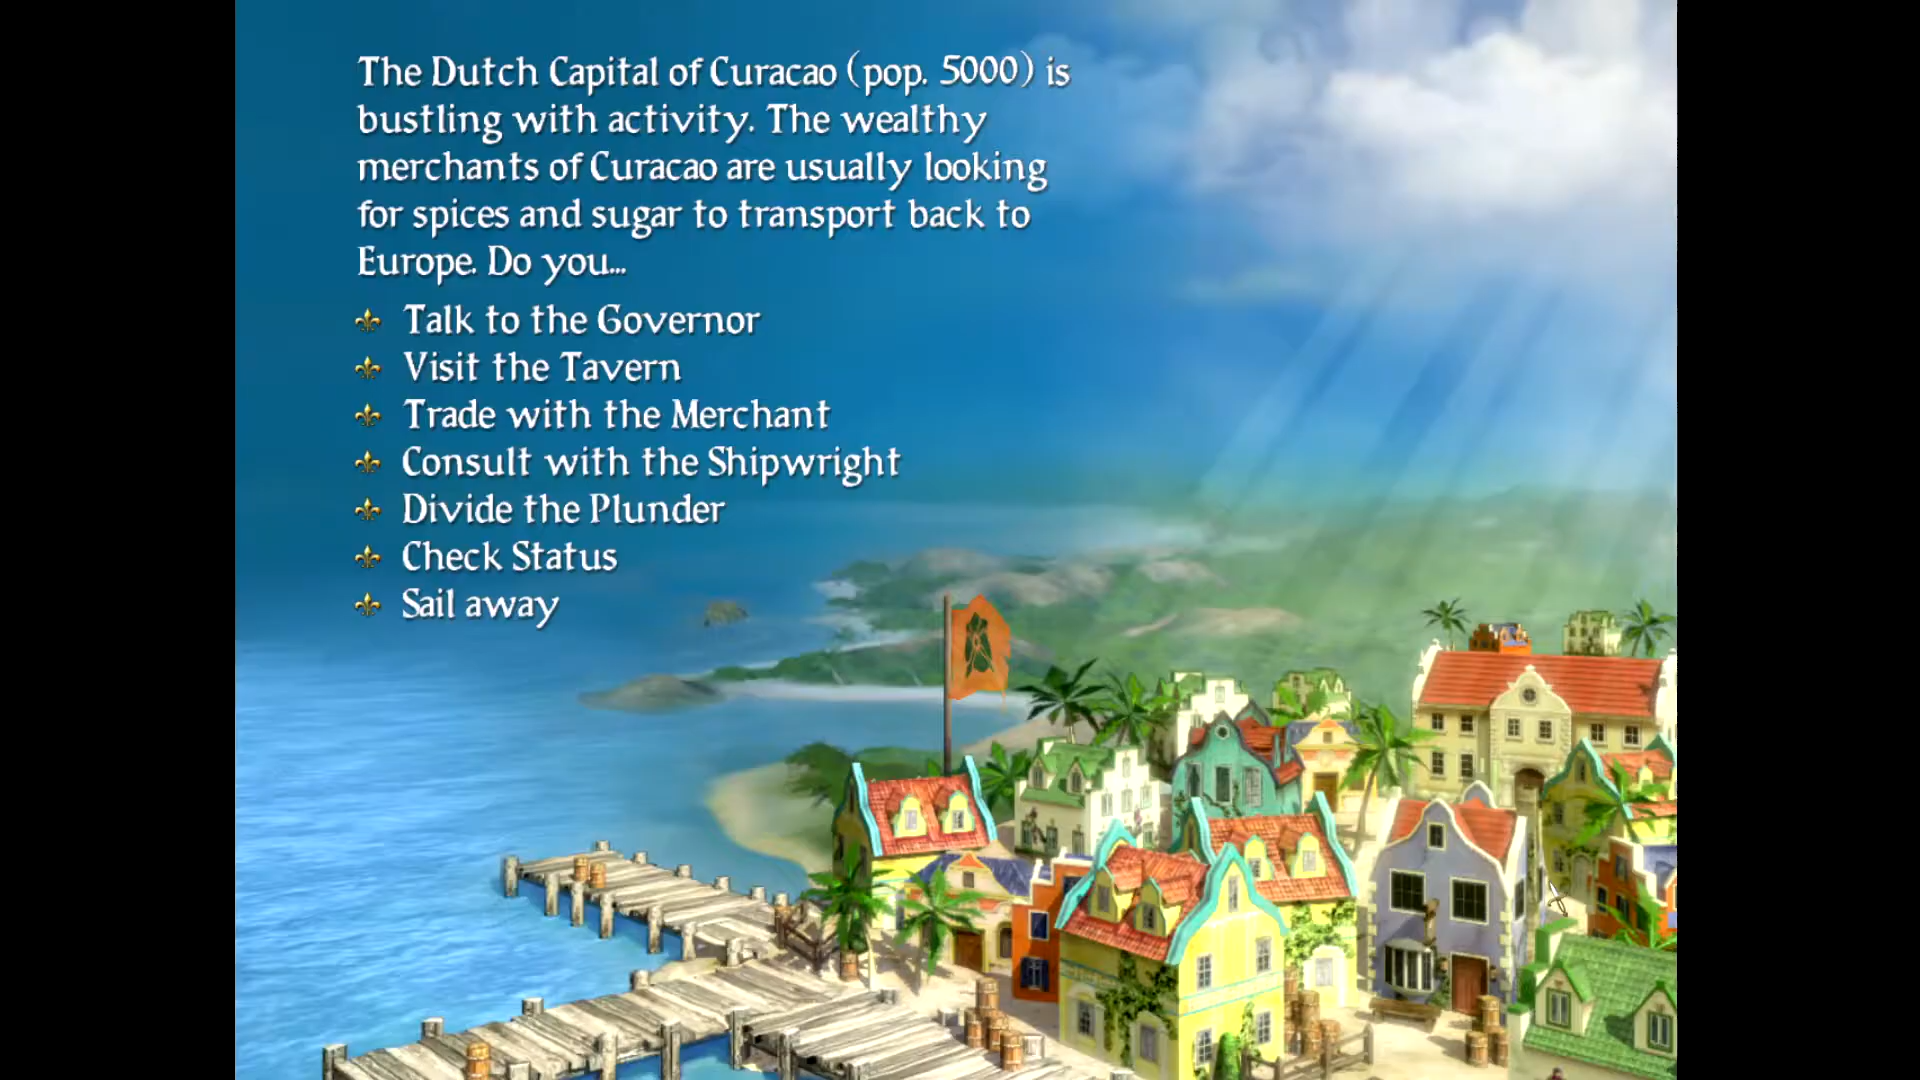 The Dutch Capital of Curacao (pop. 5000) is
bustling with activity. The wealthy
merchants of Curacao are usually looking
for spices and sugar to transport back to
Europe. Do you...
Talk to the Governor
Visit the Tavern
Trade with the Merchant
Consult with the Shipwright
Divide the Plunder
Check Status
Sail away